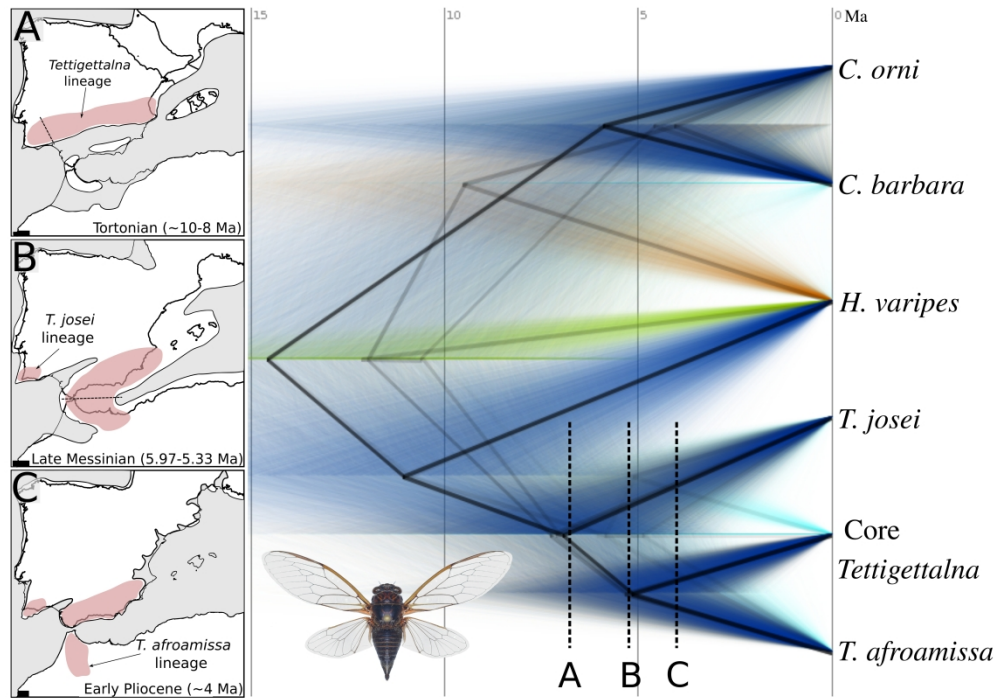 A
Tettigettalna
lineage
Tortonian (~10-8 Ma)
B
T. josei
lineage
Late Messinian (5.97-5.33 Ma)
C
T. afroamissa
lineage
Early Pliocene (~4 Ma)
15
10
5
0
Ma
C. orni
C. barbara
H. varipes
T. josei
Core
Tettigettalna
T. afroamissa
A
B
C